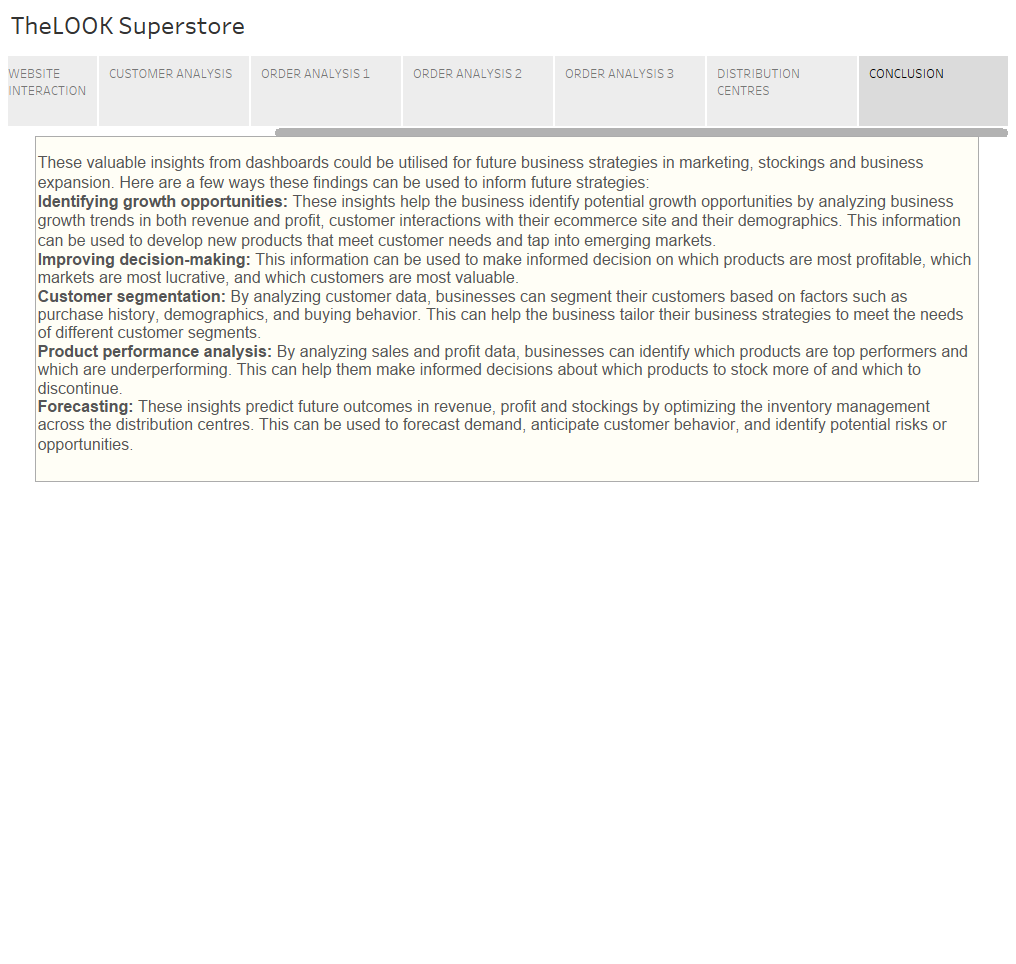 TheLOOK Superstore
WEBSITE
INTERACTION
CUSTOMER ANALYSIS
ORDER ANALYSIS 1
ORDER ANALYSIS 2
ORDER ANALYSIS 3
DISTRIBUTION
CENTRES
CONCLUSION
These valuable insights from dashboards could be utilised for future business strategies in marketing, stockings and business
expansion. Here are a few ways these findings can be used to inform future strategies:
Identifying growth opportunities: These insights help the business identify potential growth opportunities by analyzing business
growth trends in both revenue and profit, customer interactions with their ecommerce site and their demographics. This information
can be used to develop new products that meet customer needs and tap into emerging markets.
Improving decision-making: This information can be used to make informed decision on which products are most profitable, which
markets are most lucrative, and which customers are most valuable.
Customer segmentation: By analyzing customer data, businesses can segment their customers based on factors such as
purchase history, demographics, and buying behavior. This can help the business tailor their business strategies to meet the needs
of different customer segments.
Product performance analysis: By analyzing sales and profit data, businesses can identify which products are top performers and
which are underperforming. This can help them make informed decisions about which products to stock more of and which to
discontinue.
Forecasting: These insights predict future outcomes in revenue, profit and stockings by optimizing the inventory management
across the distribution centres. This can be used to forecast demand, anticipate customer behavior, and identify potential risks or
opportunities.